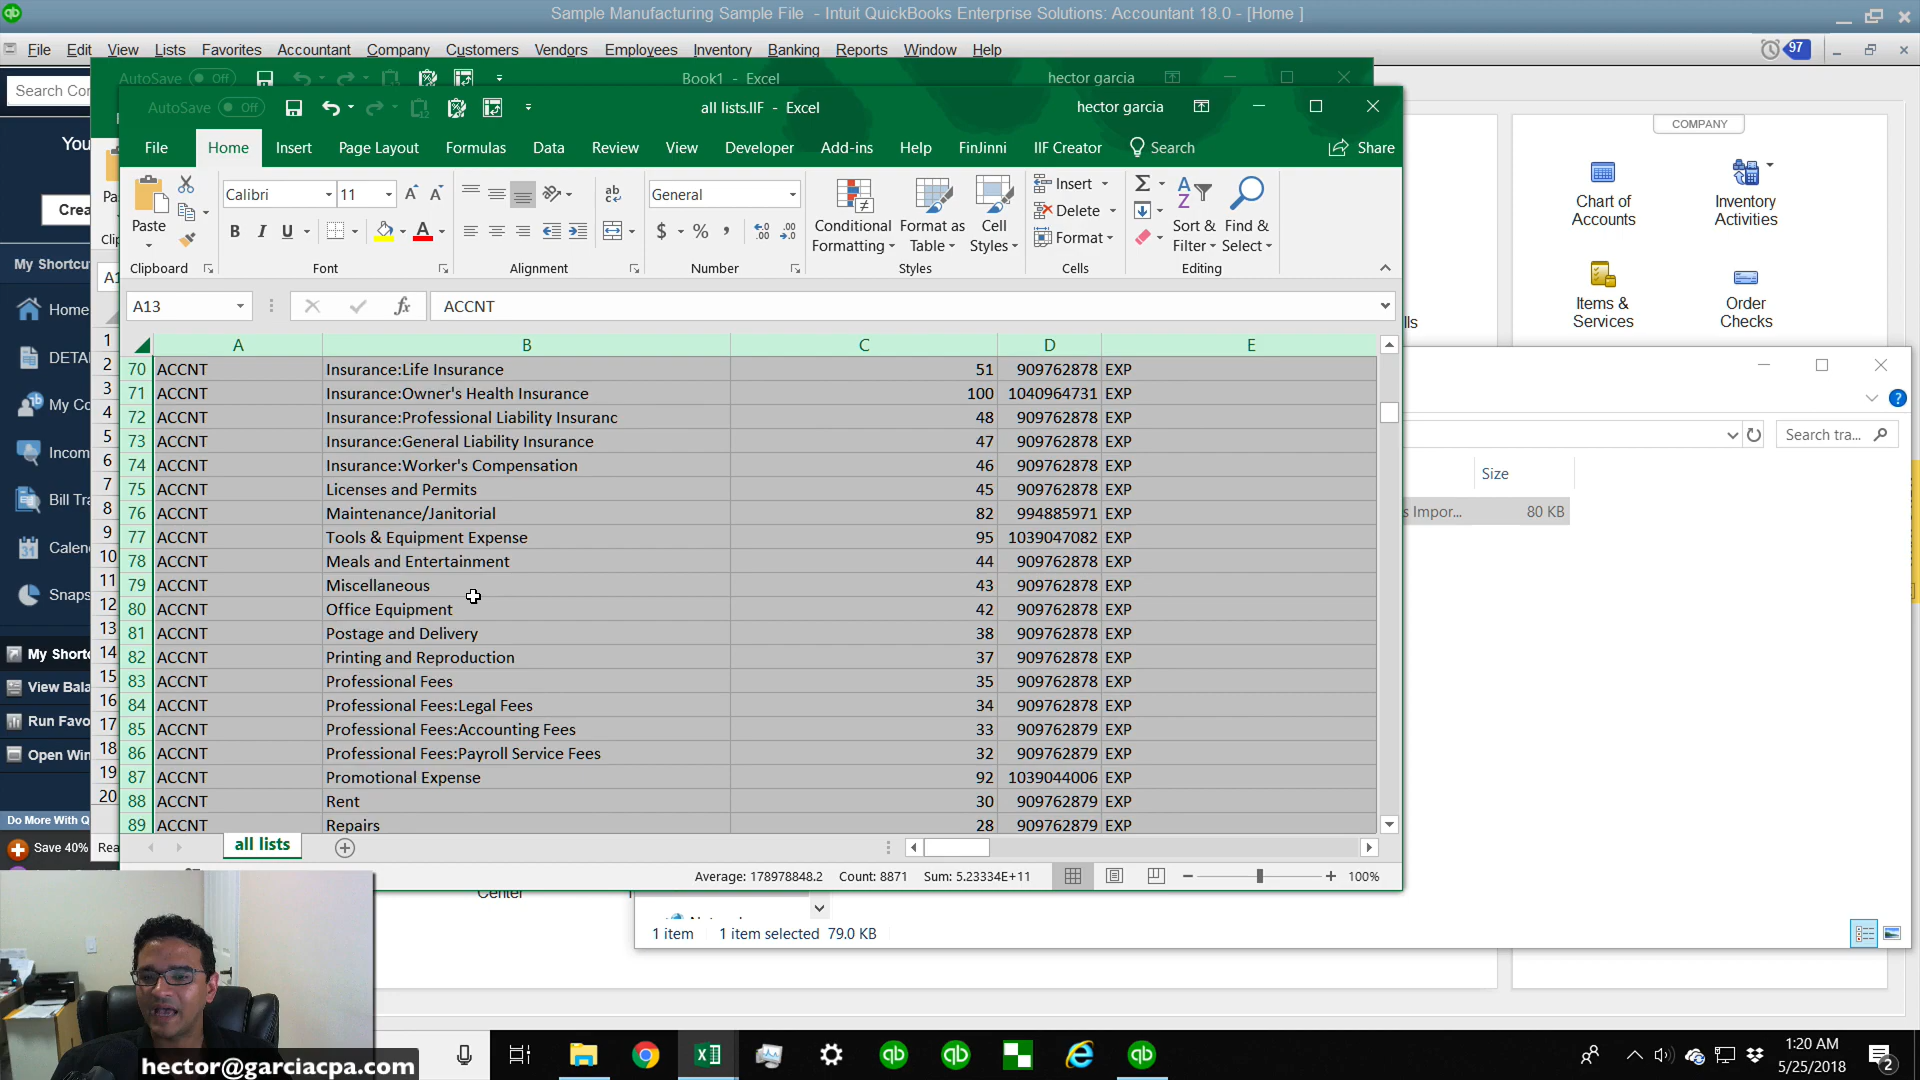 Sample Manufacturing Sample File - Intuit QuickBooks Enterprise Solutions: Accountant 18.0 - [Home ]
File Edit View Lists Favorites Accountant Company Customers Vendors Employees Inventory Banking Reports Window Help
97
AutoSave Off Book1 - Excel hector garcia
AutoSave Off all lists.IIF - Excel hector garcia
Search Co
File Home Insert Page Layout Formulas Data Review View Developer Add-ins Help FinJinni IIF Creator Search Share
Paste
Calibri 11
ab
General
Conditional Formatting
Format as Table
Cell Styles
Insert
Delete
Format
Sort & Filter
Find & Select
Clipboard Font Alignment Number Styles Cells Editing
A13 fx ACCNT
A B C D E
70 ACCNT Insurance:Life Insurance 51 909762878 EXP
71 ACCNT Insurance:Owner's Health Insurance 100 1040964731 EXP
72 ACCNT Insurance:Professional Liability Insuranc 48 909762878 EXP
73 ACCNT Insurance:General Liability Insurance 47 909762878 EXP
74 ACCNT Insurance:Worker's Compensation 46 909762878 EXP
75 ACCNT Licenses and Permits 45 909762878 EXP
76 ACCNT Maintenance/Janitorial 82 994885971 EXP
77 ACCNT Tools & Equipment Expense 95 1039047082 EXP
78 ACCNT Meals and Entertainment 44 909762878 EXP
79 ACCNT Miscellaneous 43 909762878 EXP
80 ACCNT Office Equipment 42 909762878 EXP
81 ACCNT Postage and Delivery 38 909762878 EXP
82 ACCNT Printing and Reproduction 37 909762878 EXP
83 ACCNT Professional Fees 35 909762878 EXP
84 ACCNT Professional Fees:Legal Fees 34 909762878 EXP
85 ACCNT Professional Fees:Accounting Fees 33 909762879 EXP
86 ACCNT Professional Fees:Payroll Service Fees 32 909762879 EXP
87 ACCNT Promotional Expense 92 1039044006 EXP
88 ACCNT Rent 30 909762879 EXP
89 ACCNT Repairs 28 909762879 EXP
all lists
Average: 178978848.2 Count: 8871 Sum: 5.23334E+11 100%
You
Crea
My Shortcu
Home
DETA
My Co
Incom
Bill Tra
Calen
Snaps
My Shorto
View Bala
Run Favo
Open Win
Do More With Q
Save 40%
Rea
Pa
Clip
A1
1
2
3
4
5
6
7
8
9
10
11
12
13
14
15
16
17
18
19
20
COMPANY
Chart of Accounts
Inventory Activities
Items & Services
Order Checks
lls
Search tra...
Size
s Impor... 80 KB
Center
1 item 1 item selected 79.0 KB
hector@garciacpa.com
qb
qb
qb
1:20 AM
5/25/2018
2